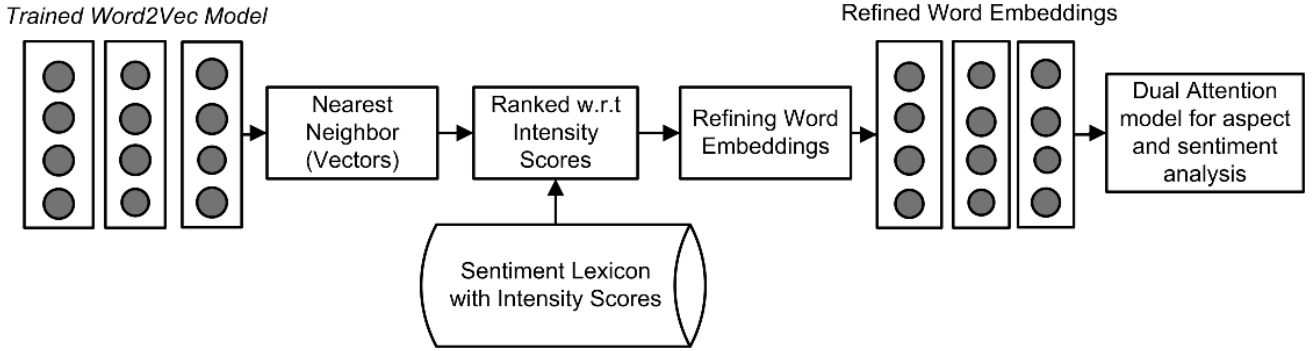 Trained Word2Vec Model
Refined Word Embeddings
Nearest
Neighbor
(Vectors)
Ranked w.r.t
Intensity
Scores
Refining Word
Embeddings
Dual Attention
model for aspect
and sentiment
analysis
Sentiment Lexicon
with Intensity Scores